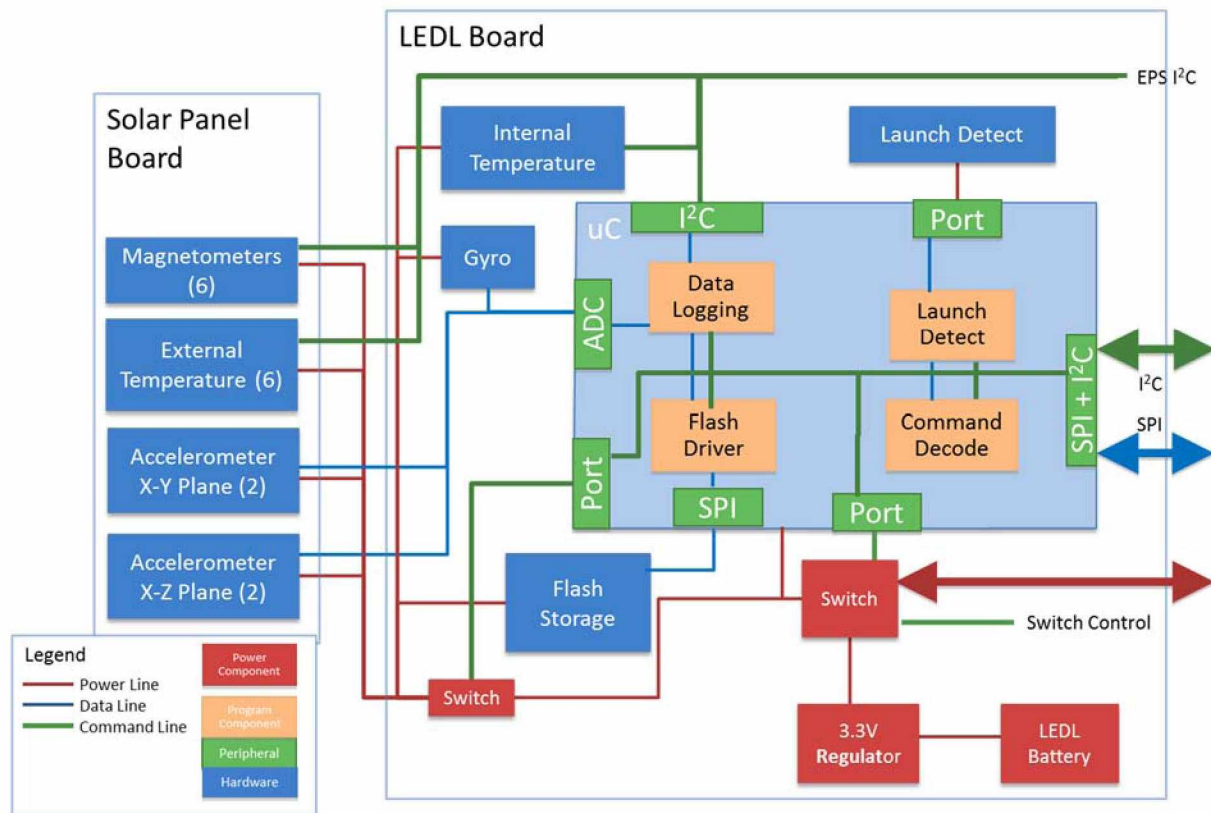 LEDL Board
EPS I²C
Solar Panel
Board
Internal
Temperature
Launch Detect
I²C
uC
Port
Magnetometers
(6)
Gyro
Data
Logging
ADC
Launch
Detect
External
Temperature (6)
SPI + I²C
I²C
SPI
Flash
Driver
Command
Decode
Accelerometer
X-Y Plane (2)
Port
SPI
Port
Accelerometer
X-Z Plane (2)
Flash
Storage
Switch
Switch Control
Switch
3.3V
Regulator
LEDL
Battery
Legend
Power Line
Data Line
Command Line
Power
Component
Program
Component
Peripheral
Hardware